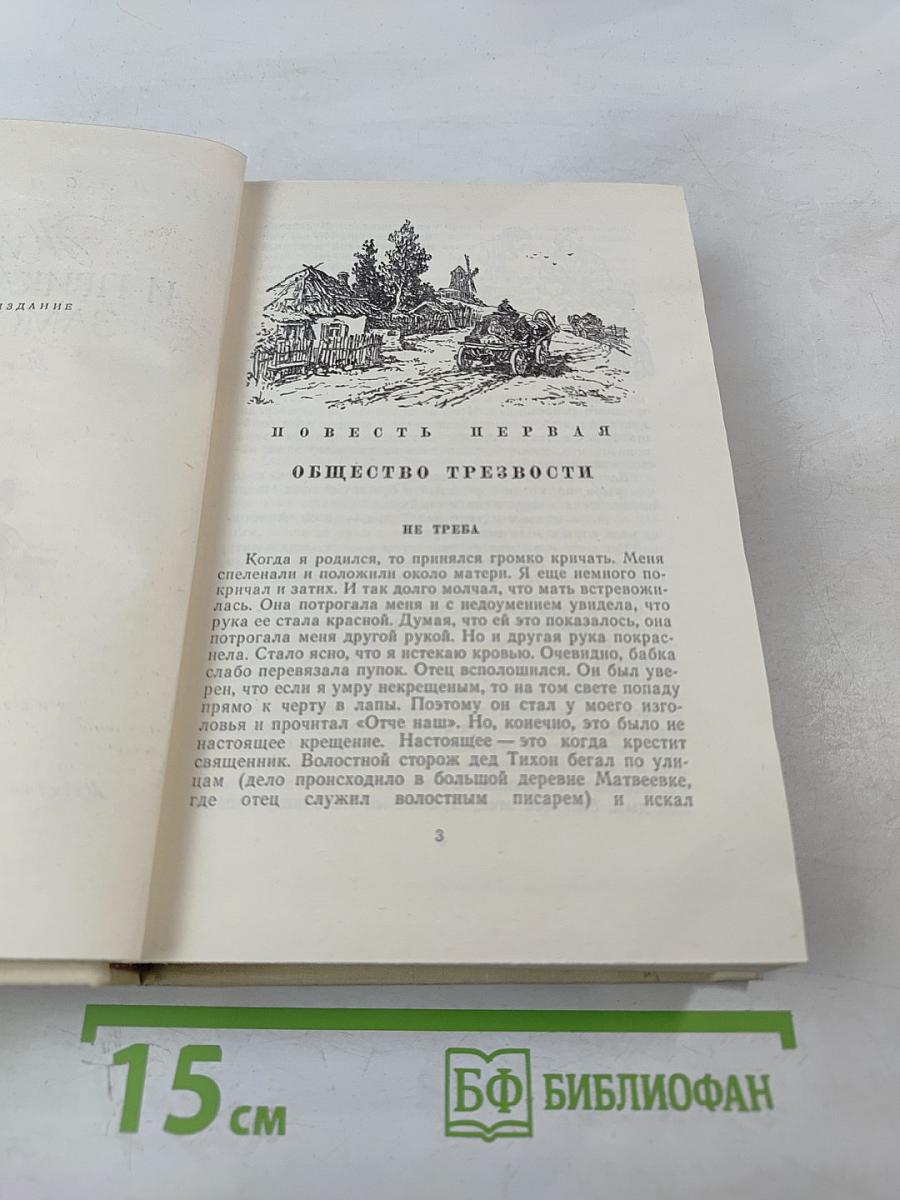 ИЗДАНИЕ
ПОВЕСТЬ ПЕРВАЯ
ОБЩЕСТВО ТРЕЗВОСТИ
НЕ ТРЕБА
Когда я родился, то принялся громко кричать. Меня
спеленали и положили около матери. Я еще немного по-
кричал и затих. И так долго молчал, что мать встревожи-
лась. Она потрогала меня и с недоумением увидела, что
рука ее стала красной. Думая, что ей это показалось, она
потрогала меня другой рукой. Но и другая рука покрас-
нела. Стало ясно, что я истекаю кровью. Очевидно, бабка
слабо перевязала пупок. Отец всполошился. Он был уве-
рен, что если я умру некрещеным, то на том свете попаду
прямо к черту в лапы. Поэтому он стал у моего изго-
ловья и прочитал «Отче наш». Но, конечно, это было не
настоящее крещение. Настоящее — это когда крестит
священник. Волостной сторож дед Тихон бегал по ули-
цам (дело происходило в большой деревне Матвеевке,
где отец служил волостным писарем) и искал
3
15 см
БФ БИБЛИОФАН